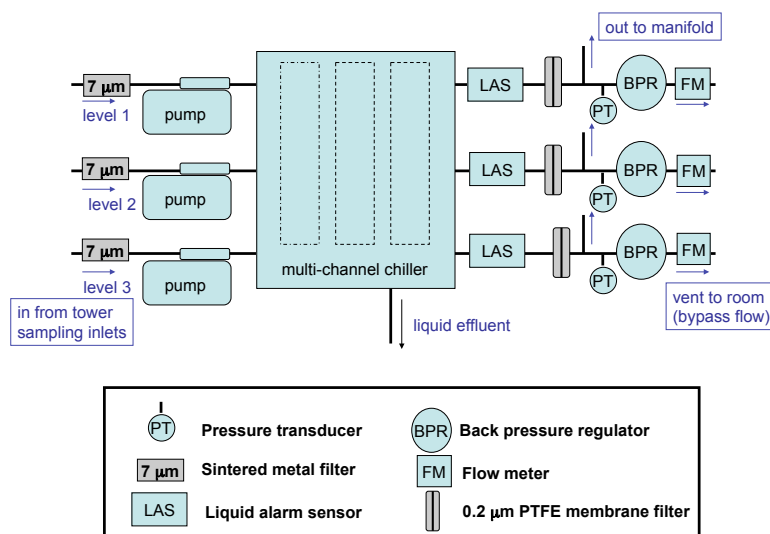 out to manifold
7 μm
level 1
pump
LAS
PT
BPR
FM
7 μm
level 2
pump
LAS
PT
BPR
FM
7 μm
level 3
pump
multi-channel chiller
LAS
PT
BPR
FM
in from tower
sampling inlets
liquid effluent
vent to room
(bypass flow)
PT
Pressure transducer
BPR
Back pressure regulator
7 μm
Sintered metal filter
FM
Flow meter
LAS
Liquid alarm sensor
0.2 μm PTFE membrane filter